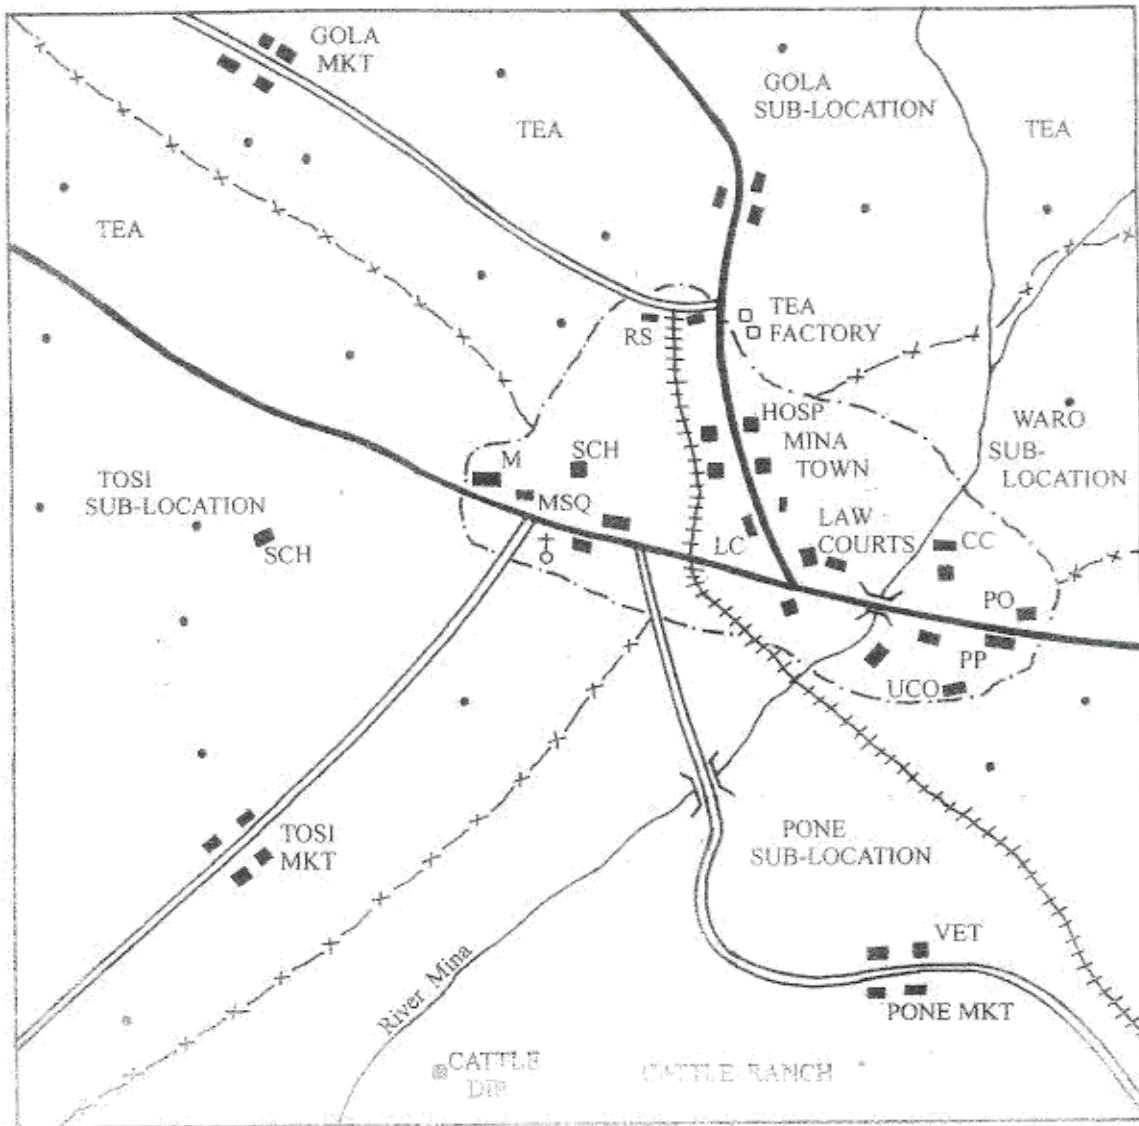 GOLA
MKT
GOLA
SUB-LOCATION
TEA
TEA
TEA
TEA
FACTORY
RS
HOSP
MINA
TOWN
WARO
SUB-
LOCATION
M
SCH
TOSI
SUB-LOCATION
MSQ
SCH
LC
LAW
COURTS
CC
PO
PP
UCO
TOSI
MKT
PONE
SUB-LOCATION
River Mina
VET
PONE MKT
CATTLE
DIP
CATTLE RANCH